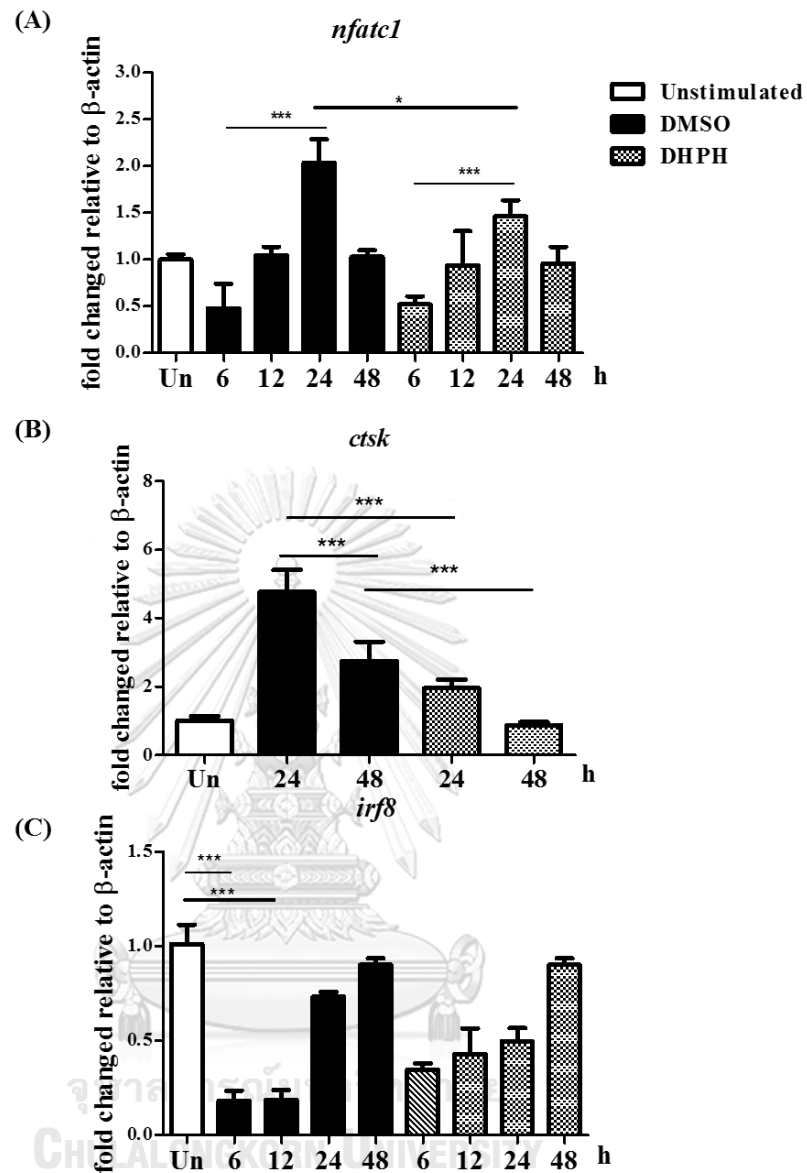 (A)
nfatc1
fold changed relative to β-actin
3.0
2.5
2.0
1.5
1.0
0.5
0.0
***
*
***
Un 6 12 24 48 6 12 24 48 h
Unstimulated
DMSO
DHPH
(B)
ctsk
fold changed relative to β-actin
8
6
4
2
0
***
***
***
Un 24 48 24 48 h
(C)
irf8
fold changed relative to β-actin
1.5
1.0
0.5
0.0
***
***
Un 6 12 24 48 6 12 24 48 h
CHULALONGKORN UNIVERSITY